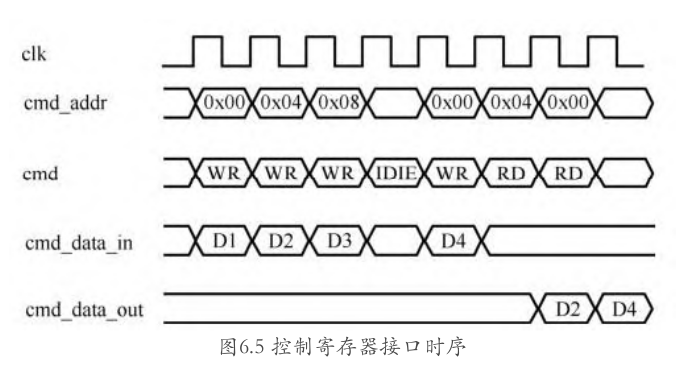 clk
cmd_addr 0x00 0x04 0x08 0x00 0x04 0x00
cmd WR WR WR IDIE WR RD RD
cmd_data_in D1 D2 D3 D4
cmd_data_out D2 D4
图6.5 控制寄存器接口时序